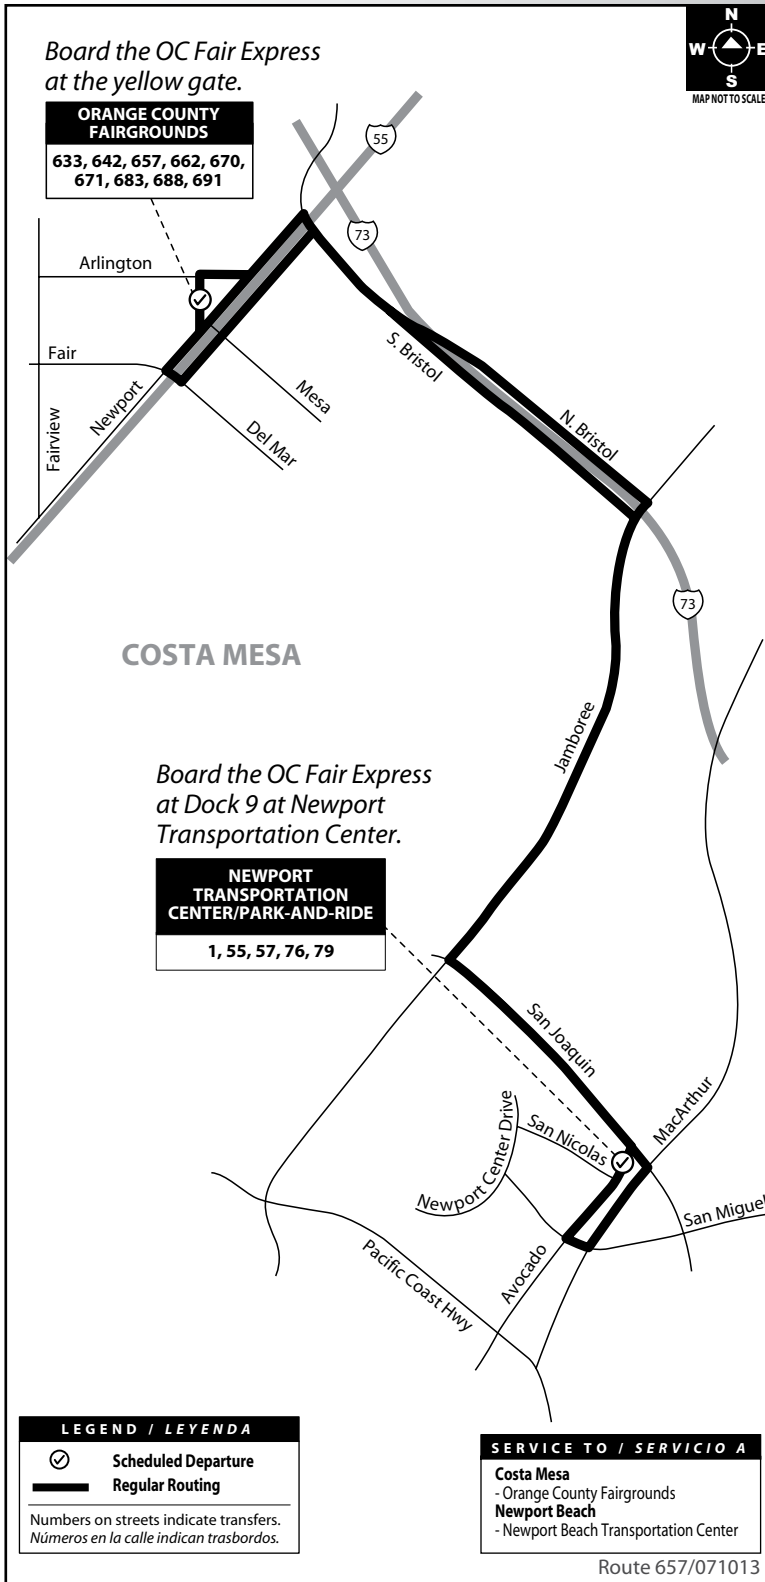 N
W E
S
MAP NOT TO SCALE
Board the OC Fair Express
at the yellow gate.
ORANGE COUNTY
FAIRGROUNDS
633, 642, 657, 662, 670,
671, 683, 688, 691
55
73
Arlington
Fair
Fairview
Newport
Mesa
Del Mar
S. Bristol
N. Bristol
73
COSTA MESA
Jamboree
Board the OC Fair Express
at Dock 9 at Newport
Transportation Center.
NEWPORT
TRANSPORTATION
CENTER/PARK-AND-RIDE
1, 55, 57, 76, 79
San Joaquin
MacArthur
San Nicolas
Newport Center Drive
San Miguel
Avocado
Pacific Coast Hwy
LEGEND / LEYENDA
Scheduled Departure
Regular Routing
Numbers on streets indicate transfers.
Números en la calle indican trasbordos.
SERVICE TO / SERVICIO A
Costa Mesa
- Orange County Fairgrounds
Newport Beach
- Newport Beach Transportation Center
Route 657/071013